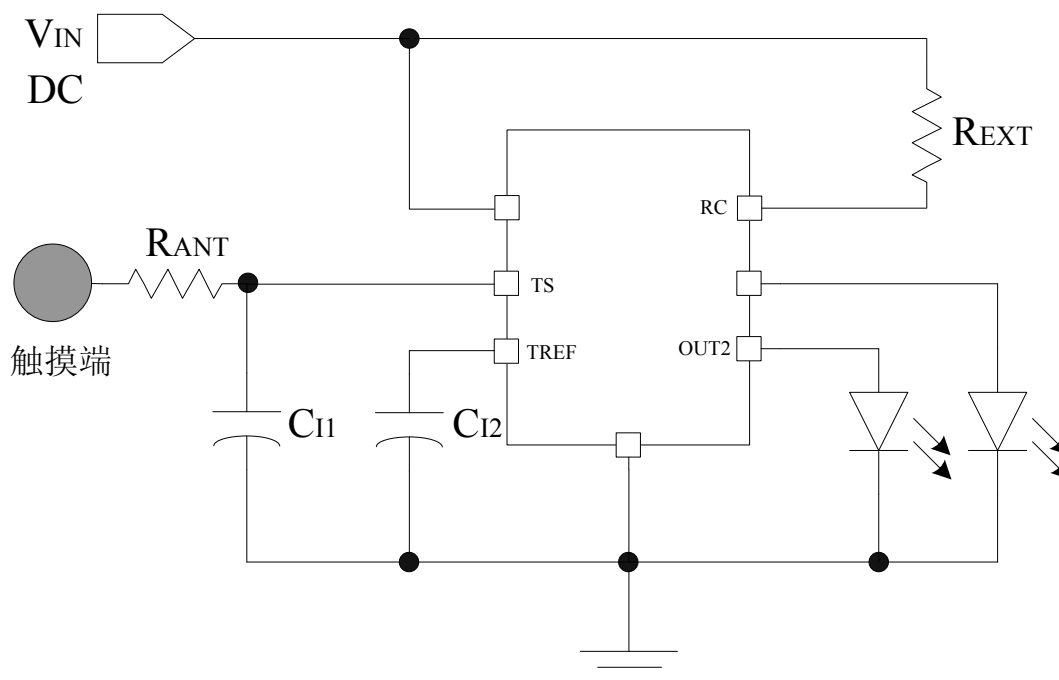 VIN
DC
REXT
RC
RANT
TS
触摸端
TREF
OUT2
CI1
CI2